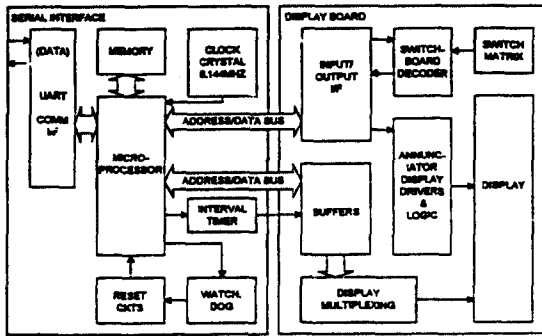 SERIAL INTERFACE
DISPLAY BOARD
(DATA)
UART
COMM
I/F
MEMORY
CLOCK
CRYSTAL
6.144MHZ
MICRO-
PROCESSOR
ADDRESS/DATA BUS
ADDRESS/DATA BUS
INTERVAL
TIMER
RESET
CKTS
WATCH
DOG
INPUT/
OUTPUT
I/F
SWITCH-
BOARD
DECODER
SWITCH
MATRIX
BUFFERS
ANNUNC-
IATOR
DISPLAY
DRIVERS
&
LOGIC
DISPLAY
DISPLAY
MULTIPLEXING